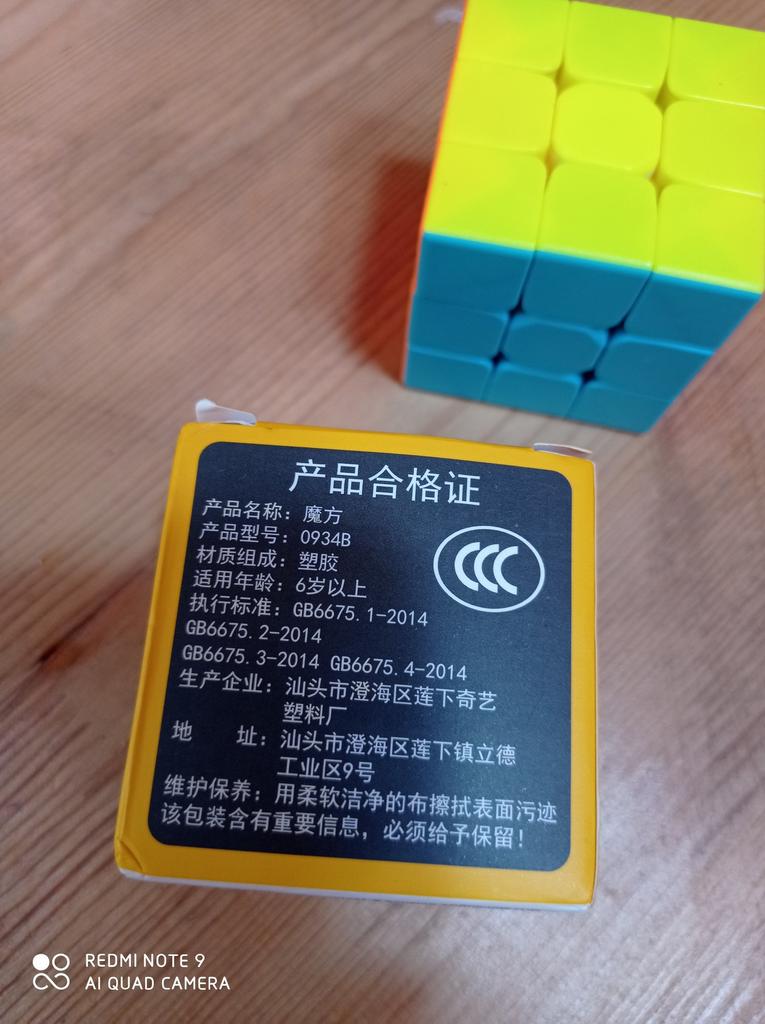 产品合格证
产品名称：魔方
产品型号：0934B
材质组成：塑胶
适用年龄：6岁以上
执行标准：GB6675.1-2014
GB6675.2-2014
GB6675.3-2014 GB6675.4-2014
生产企业：汕头市澄海区莲下奇艺
塑料厂
地 址：汕头市澄海区莲下镇立德
工业区9号
维护保养：用柔软洁净的布擦拭表面污迹
该包装含有重要信息，必须给予保留！
CCC
REDMI NOTE 9
AI QUAD CAMERA